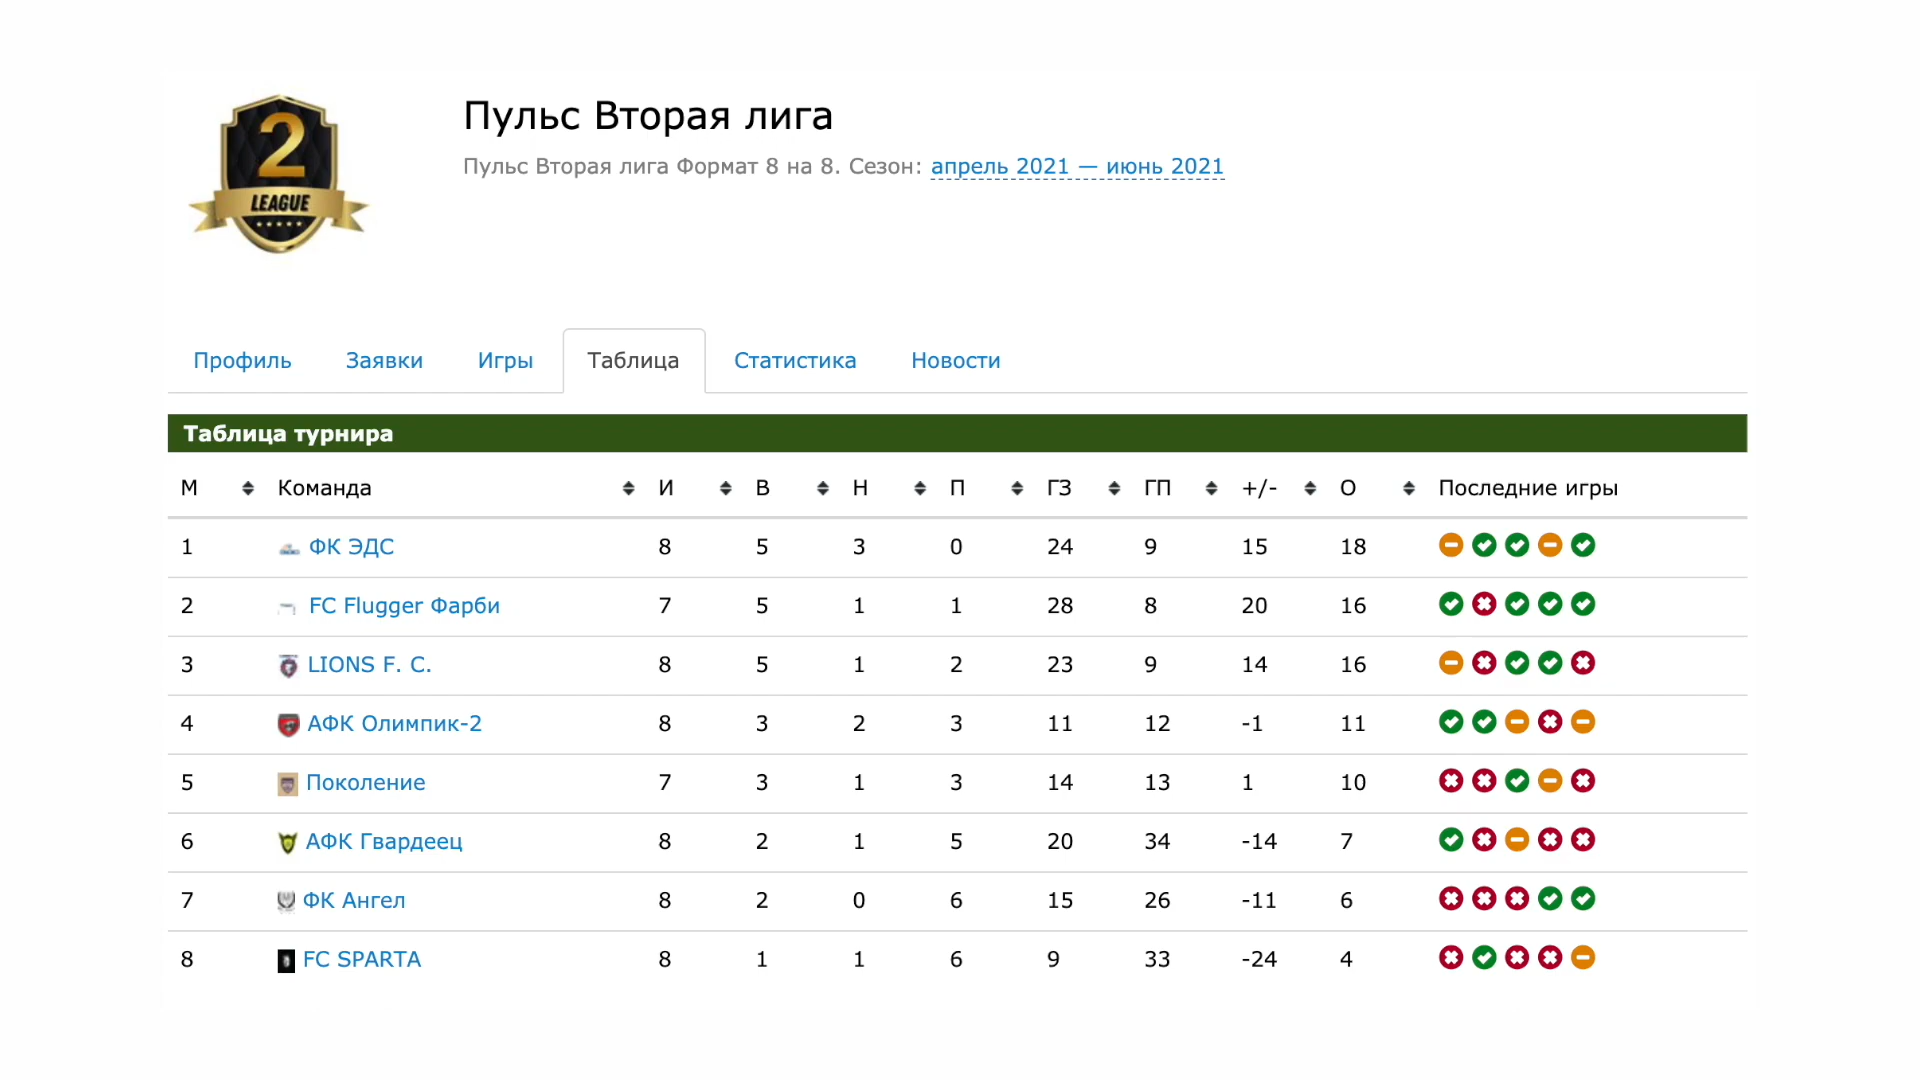 2
LEAGUE
Пульс Вторая лига
Пульс Вторая лига Формат 8 на 8. Сезон: апрель 2021 — июнь 2021
Профиль Заявки Игры Таблица Статистика Новости
Таблица турнира
М Команда И В Н П ГЗ ГП +/- О Последние игры
1 ФК ЭДС 8 5 3 0 24 9 15 18
2 FC Flugger Фарби 7 5 1 1 28 8 20 16
3 LIONS F. C. 8 5 1 2 23 9 14 16
4 АФК Олимпик-2 8 3 2 3 11 12 -1 11
5 Поколение 7 3 1 3 14 13 1 10
6 АФК Гвардеец 8 2 1 5 20 34 -14 7
7 ФК Ангел 8 2 0 6 15 26 -11 6
8 FC SPARTA 8 1 1 6 9 33 -24 4